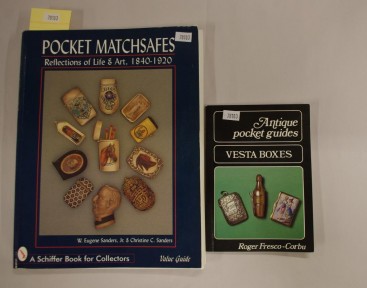 POCKET MATCHSAFES
Reflections of Life & Art, 1840-1920
W. Eugene Sanders, Jr. & Christine C. Sanders
A Schiffer Book for Collectors
Value Guide
Antique
pocket guides
VESTA BOXES
Roger Fresco-Corbu